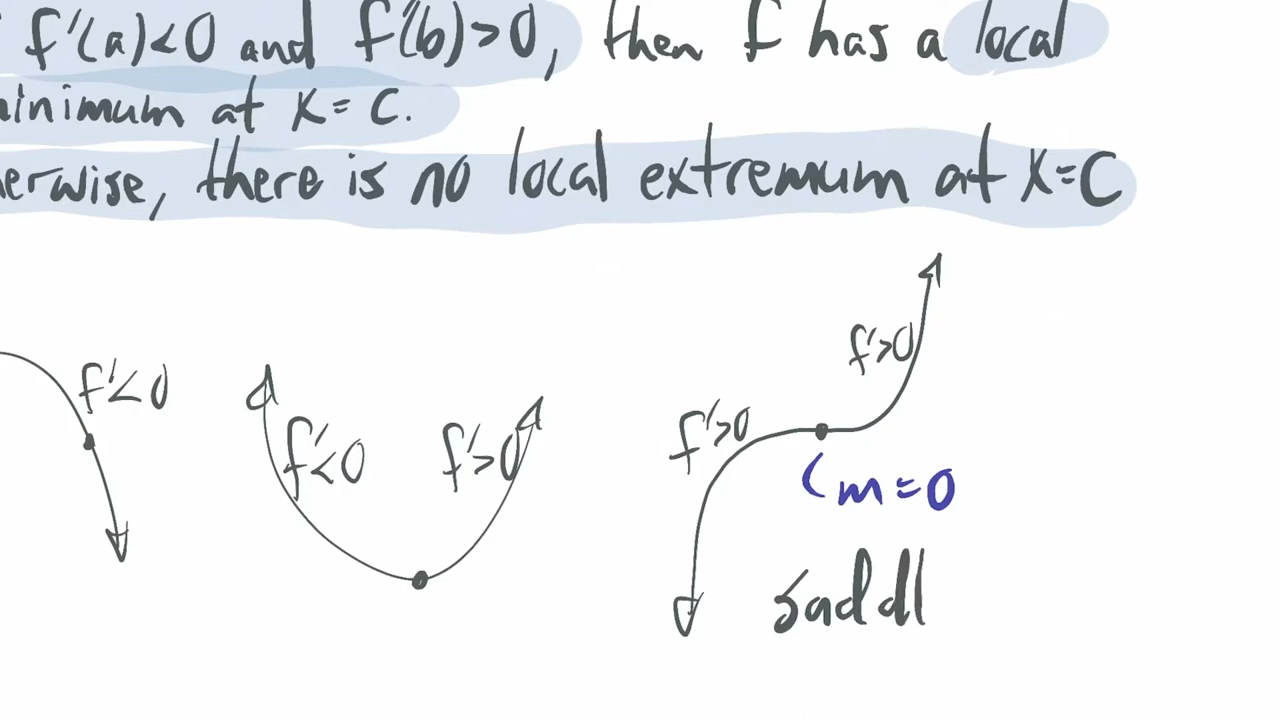 f'(a)<0 and f'(b)>0, then f has a local
minimum at x=c.
there is no local extremum at x=c
f'>0
f'<0
f'<0 f'>0
f'>0
m=0
saddl